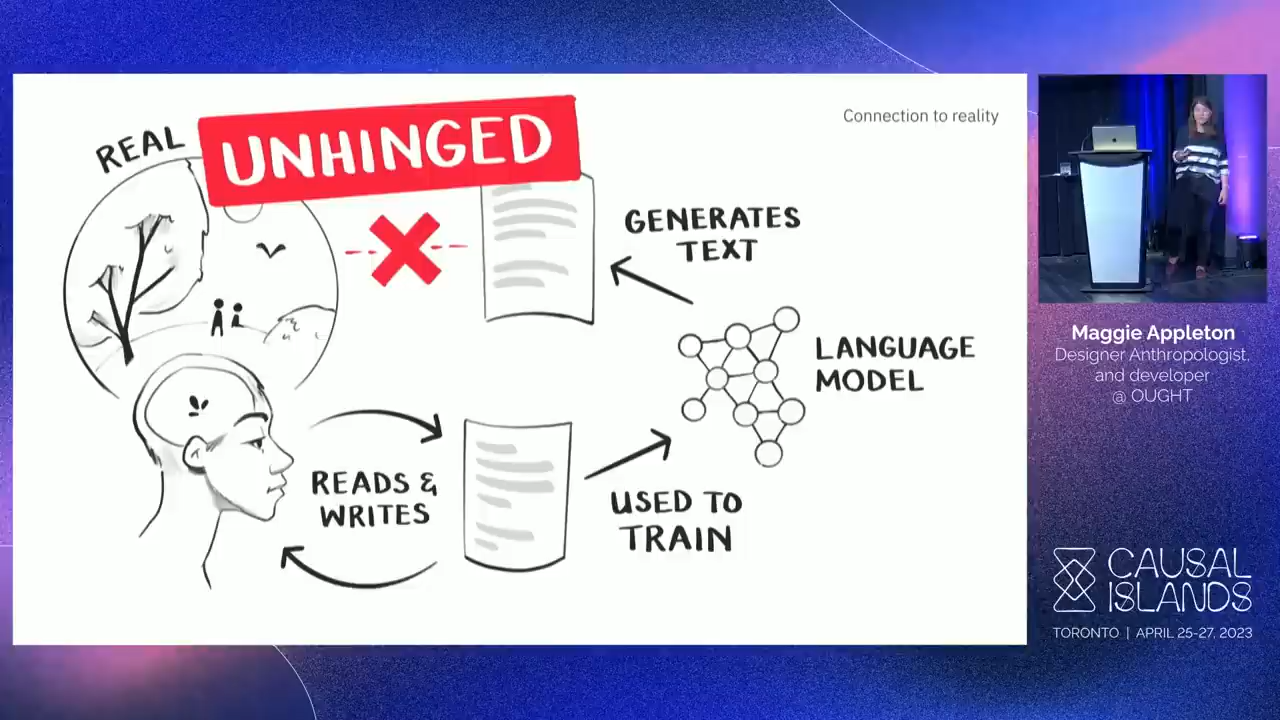 Connection to reality
REAL
UNHINGED
GENERATES
TEXT
LANGUAGE
MODEL
READS &
WRITES
USED TO
TRAIN
Maggie Appleton
Designer Anthropologist,
and developer
@ OUGHT
CAUSAL
ISLANDS
TORONTO | APRIL 25-27, 2023